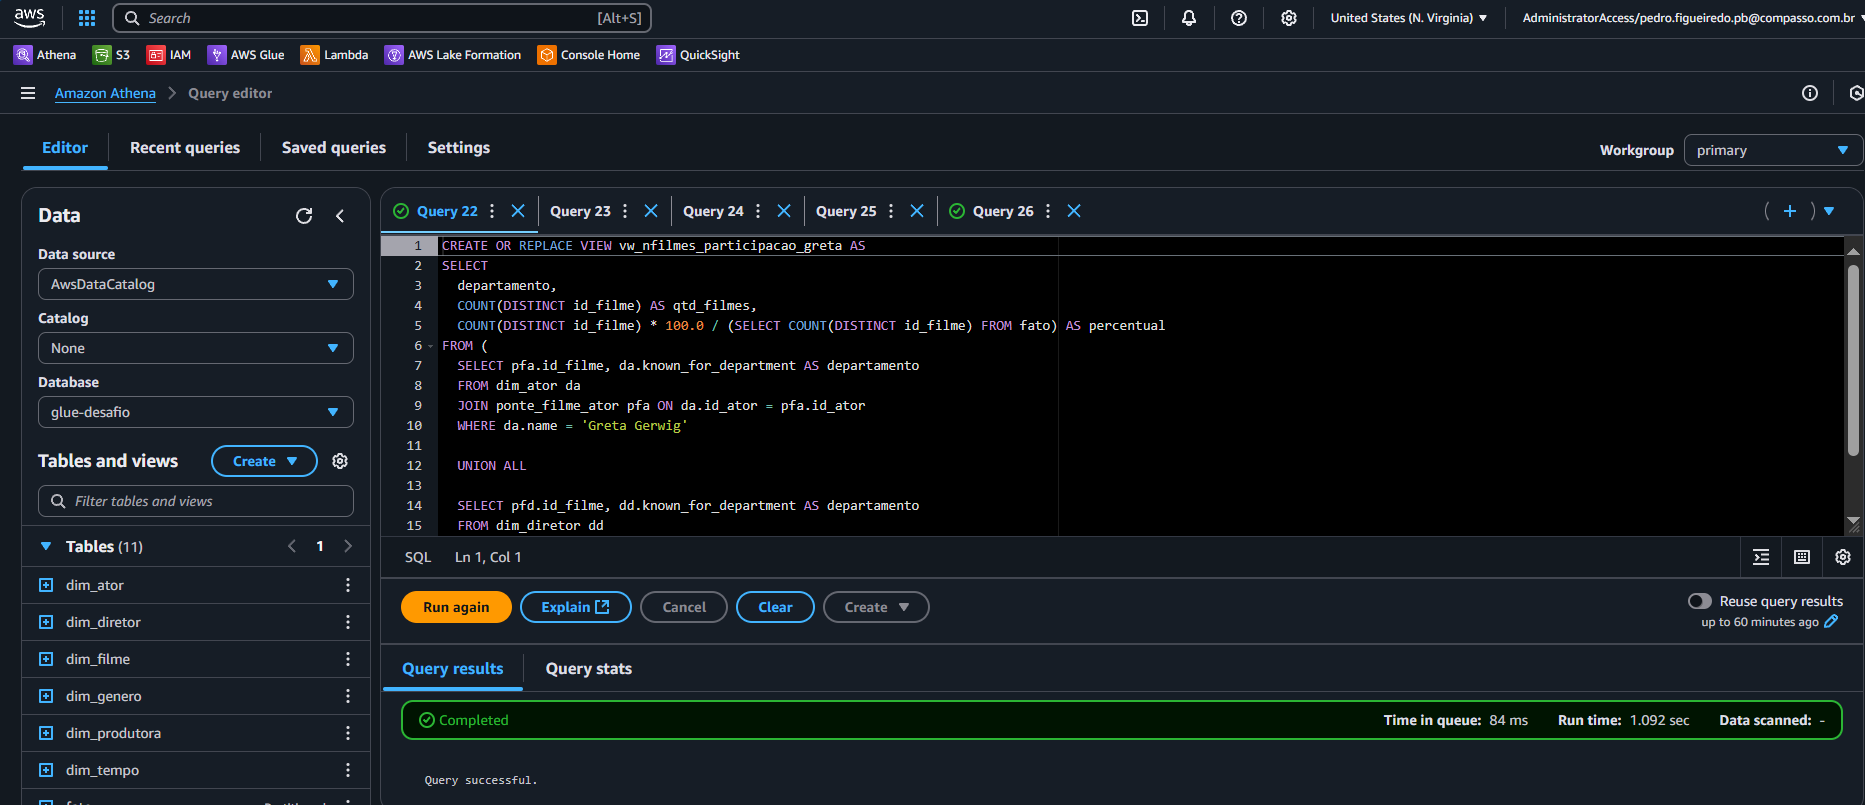 aws
Search [Alt+S] United States (N. Virginia) AdministratorAccess/pedro.figueiredo.pb@compasso.com.br
Athena S3 IAM AWS Glue Lambda AWS Lake Formation Console Home QuickSight
Amazon Athena > Query editor
Editor Recent queries Saved queries Settings
Workgroup primary
Data
Data source
AwsDataCatalog
Catalog
None
Database
glue-desafio
Tables and views Create
Filter tables and views
Tables (11) 1
dim_ator
dim_diretor
dim_filme
dim_genero
dim_produtora
dim_tempo
Query 22 Query 23 Query 24 Query 25 Query 26
1 CREATE OR REPLACE VIEW vw_nfilmes_participacao_greta AS
2 SELECT
3 departamento,
4 COUNT(DISTINCT id_filme) AS qtd_filmes,
5 COUNT(DISTINCT id_filme) * 100.0 / (SELECT COUNT(DISTINCT id_filme) FROM fato) AS percentual
6 FROM (
7 SELECT pfa.id_filme, da.known_for_department AS departamento
8 FROM dim_ator da
9 JOIN ponte_filme_ator pfa ON da.id_ator = pfa.id_ator
10 WHERE da.name = 'Greta Gerwig'
11
12 UNION ALL
13
14 SELECT pfd.id_filme, dd.known_for_department AS departamento
15 FROM dim_diretor dd
SQL Ln 1, Col 1
Run again Explain Cancel Clear Create
Reuse query results
up to 60 minutes ago
Query results Query stats
Completed Time in queue: 84 ms Run time: 1.092 sec Data scanned: -
Query successful.